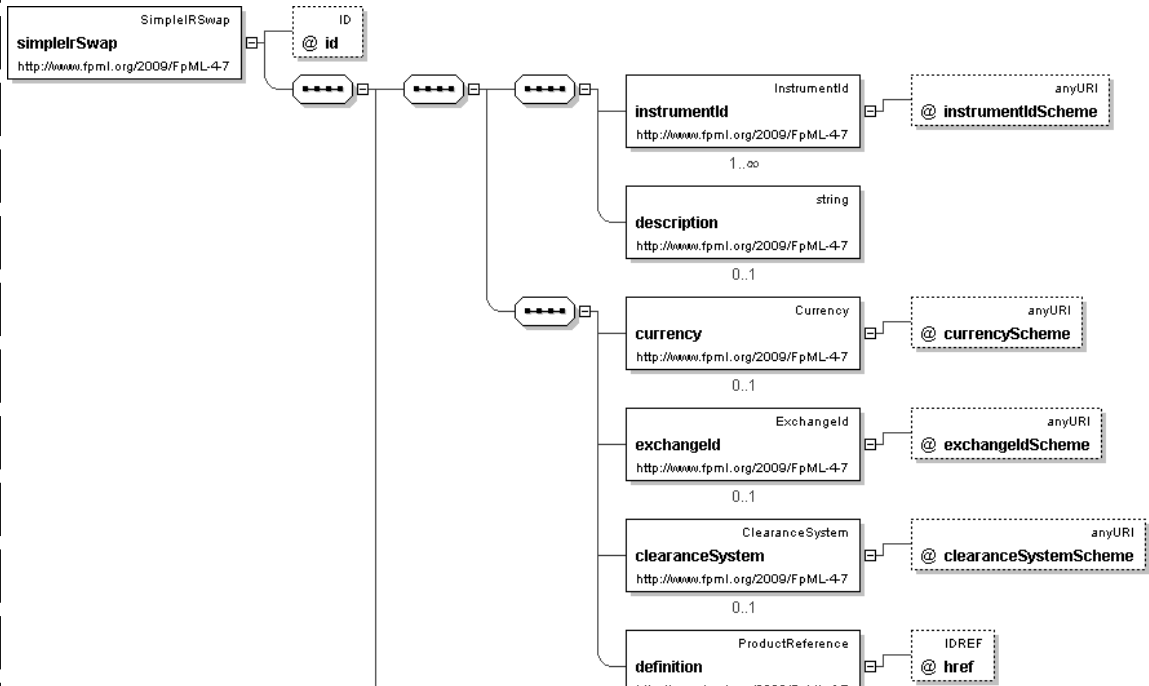 SimpleIRSwap
simpleIrSwap
http://www.fpml.org/2009/FpML-4-7
ID
@ id
InstrumentId
instrumentId
http://www.fpml.org/2009/FpML-4-7
1..∞
anyURI
@ instrumentIdScheme
string
description
http://www.fpml.org/2009/FpML-4-7
0..1
Currency
currency
http://www.fpml.org/2009/FpML-4-7
0..1
anyURI
@ currencyScheme
ExchangeId
exchangeId
http://www.fpml.org/2009/FpML-4-7
0..1
anyURI
@ exchangeIdScheme
ClearanceSystem
clearanceSystem
http://www.fpml.org/2009/FpML-4-7
0..1
anyURI
@ clearanceSystemScheme
ProductReference
definition
IDREF
@ href